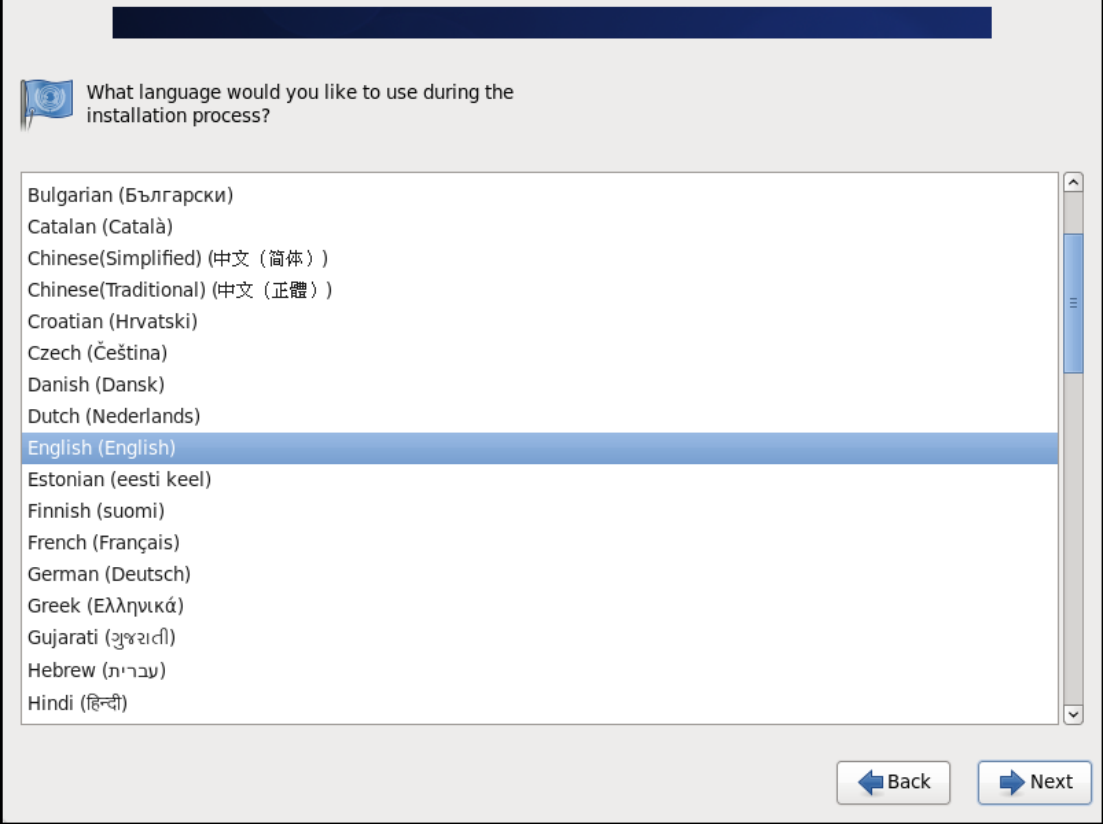 What language would you like to use during the
installation process?
Bulgarian (Български)
Catalan (Català)
Chinese(Simplified) (中文（简体）)
Chinese(Traditional) (中文（正體）)
Croatian (Hrvatski)
Czech (Čeština)
Danish (Dansk)
Dutch (Nederlands)
English (English)
Estonian (eesti keel)
Finnish (suomi)
French (Français)
German (Deutsch)
Greek (Ελληνικά)
Gujarati (ગુજરાતી)
Hebrew (עברית)
Hindi (हिन्दी)
Back
Next